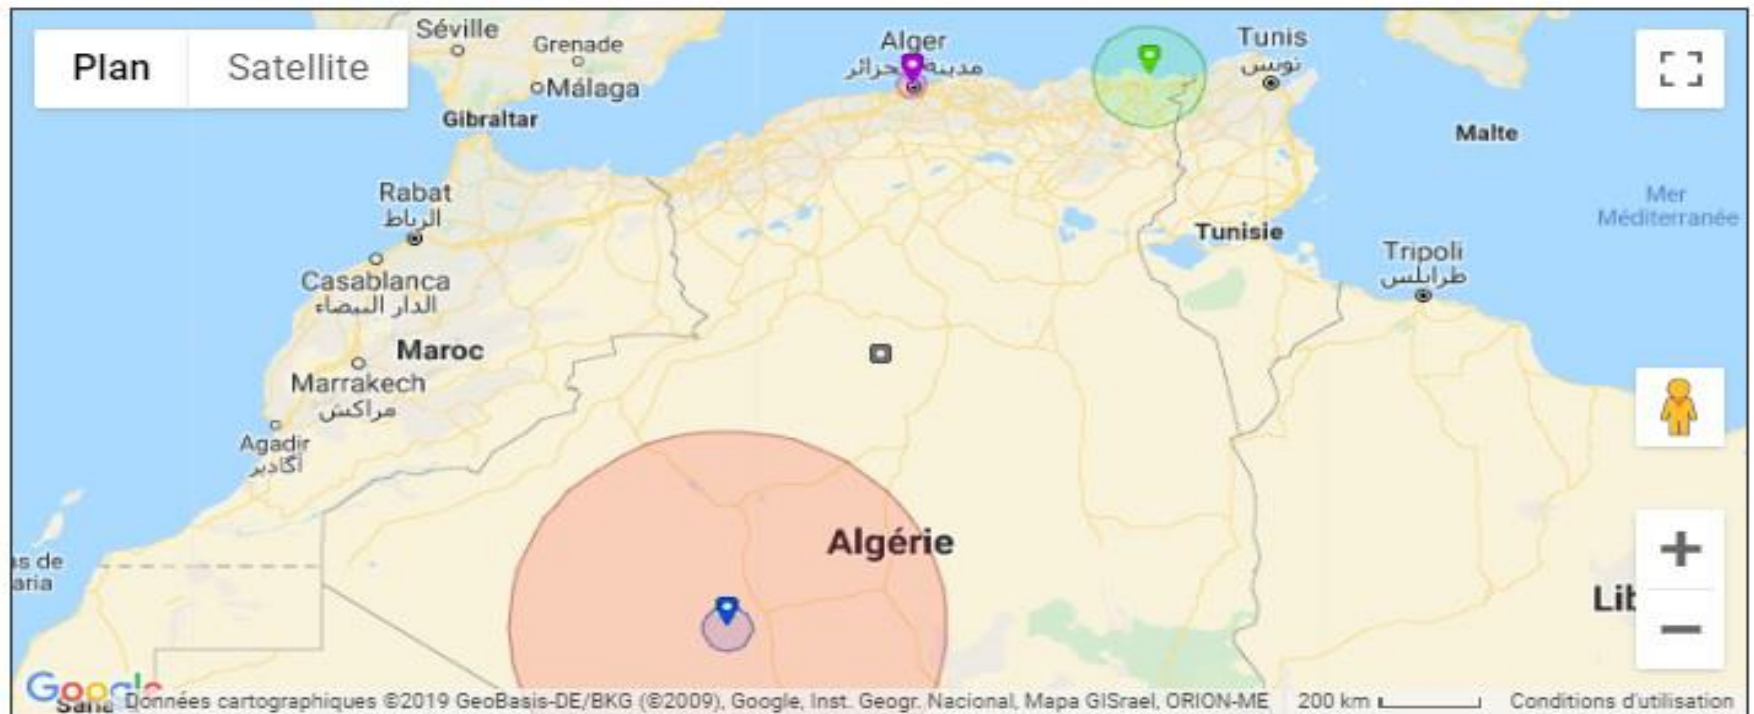 Plan
Satellite
Séville
Grenade
Málaga
Gibraltar
Alger
Tunis
تونس
Malte
Rabat
الرباط
Mer
Méditerranée
Tunisie
Tripoli
طرابلس
Casablanca
الدار البيضاء
Maroc
Marrakech
مراكش
Agadir
أكادير
Algérie
Google
Données cartographiques ©2019 GeoBasis-DE/BKG (©2009), Google, Inst. Geogr. Nacional, Mapa GISrael, ORION-ME
200 km
Conditions d'utilisation